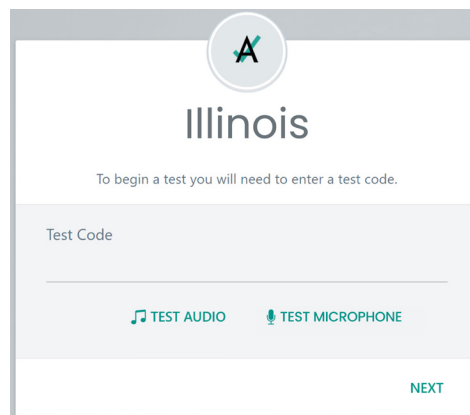 Illinois
To begin a test you will need to enter a test code.
Test Code
TEST AUDIO TEST MICROPHONE
NEXT